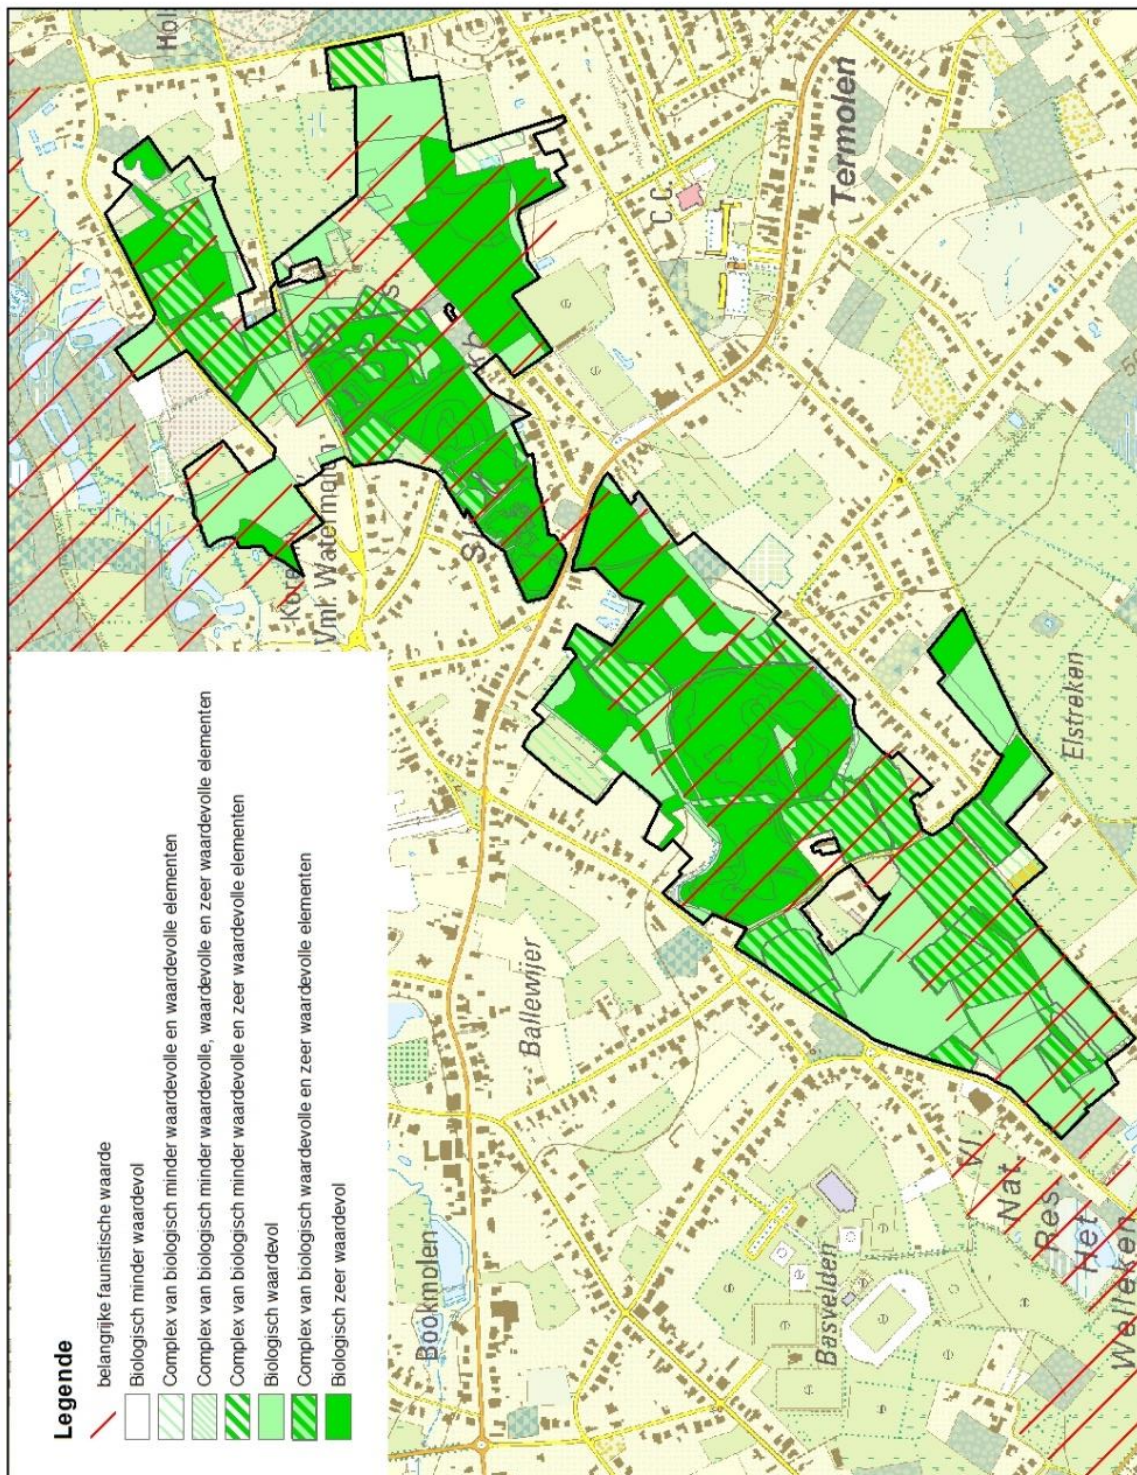 Legende
belangrijke faunistische waarde
Biologisch minder waardevol
Complex van biologisch minder waardevolle en waardevolle elementen
Complex van biologisch minder waardevolle, waardevolle en zeer waardevolle elementen
Complex van biologisch minder waardevolle en zeer waardevolle elementen
Biologisch waardevol
Complex van biologisch waardevolle en zeer waardevolle elementen
Biologisch zeer waardevol
Hol
Vml. Watermolen
C.C.
Termolen
Elstreken
Ballewijer
Bookmolen
Basvelden
Vl.
Nat.
Res.
Het
Welleken